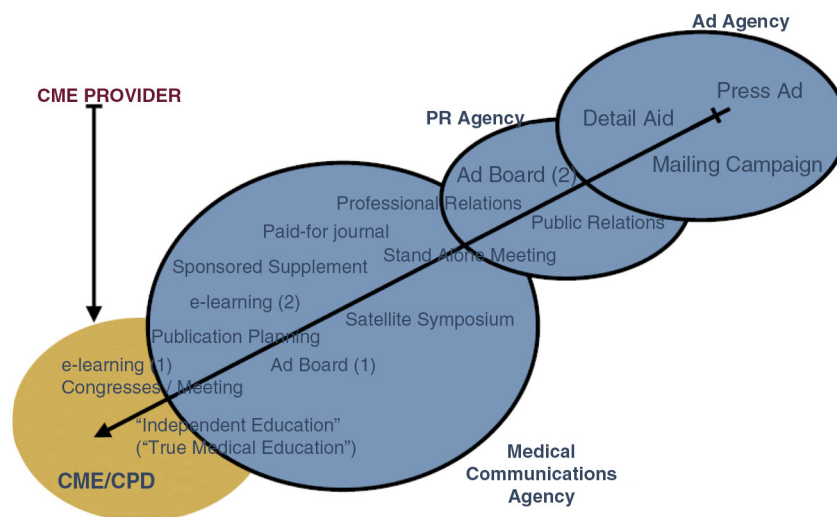 Ad Agency
Press Ad
CME PROVIDER
PR Agency
Detail Aid
Mailing Campaign
Ad Board (2)
Professional Relations
Public Relations
Paid-for journal
Stand Alone Meeting
Sponsored Supplement
e-learning (2)
Satellite Symposium
Publication Planning
e-learning (1)
Ad Board (1)
Congresses / Meeting
“Independent Education”
(“True Medical Education”)
CME/CPD
Medical
Communications
Agency